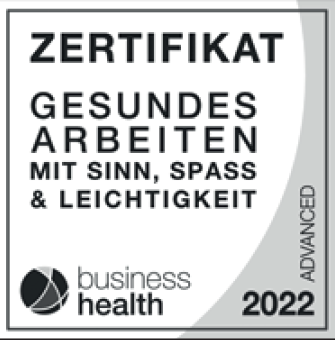 ZERTIFIKAT
GESUNDES
ARBEITEN
MIT SINN, SPASS
& LEICHTIGKEIT
ADVANCED
business
health
2022